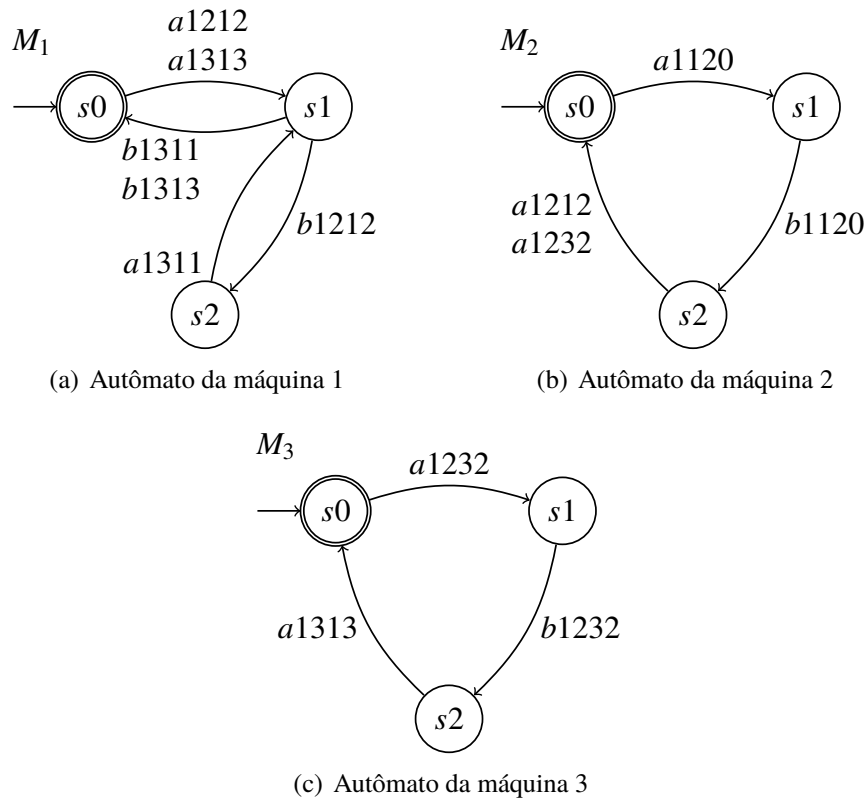 a1212
M1 a1313
s0 s1
b1311
b1313
b1212
a1311
s2
(a) Autômato da máquina 1
M2 a1120
s0 s1
a1212
a1232
b1120
s2
(b) Autômato da máquina 2
M3 a1232
s0 s1
a1313 b1232
s2
(c) Autômato da máquina 3